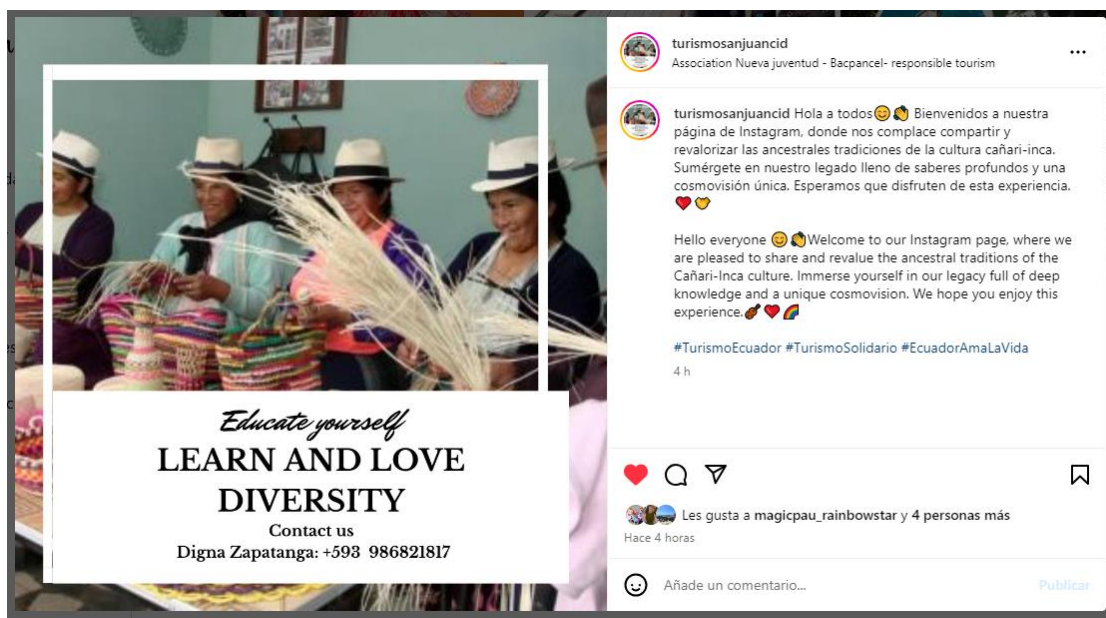 Educate yourself
LEARN AND LOVE
DIVERSITY
Contact us
Digna Zapatanga: +593 986821817
turismosanjuancid
Association Nueva juventud - Bacpancel- responsible tourism
turismosanjuancid Hola a todos😊👏 Bienvenidos a nuestra
página de Instagram, donde nos complace compartir y
revalorizar las ancestrales tradiciones de la cultura cañari-inca.
Sumérgete en nuestro legado lleno de saberes profundos y una
cosmovisión única. Esperamos que disfruten de esta experiencia.
Hello everyone 😊👏Welcome to our Instagram page, where we
are pleased to share and revalue the ancestral traditions of the
Cañari-Inca culture. Immerse yourself in our legacy full of deep
knowledge and a unique cosmovision. We hope you enjoy this
experience.🎻❤️🌈
#TurismoEcuador #TurismoSolidario #EcuadorAmaLaVida
4 h
Les gusta a magicpau_rainbowstar y 4 personas más
Hace 4 horas
Añade un comentario...
Publicar